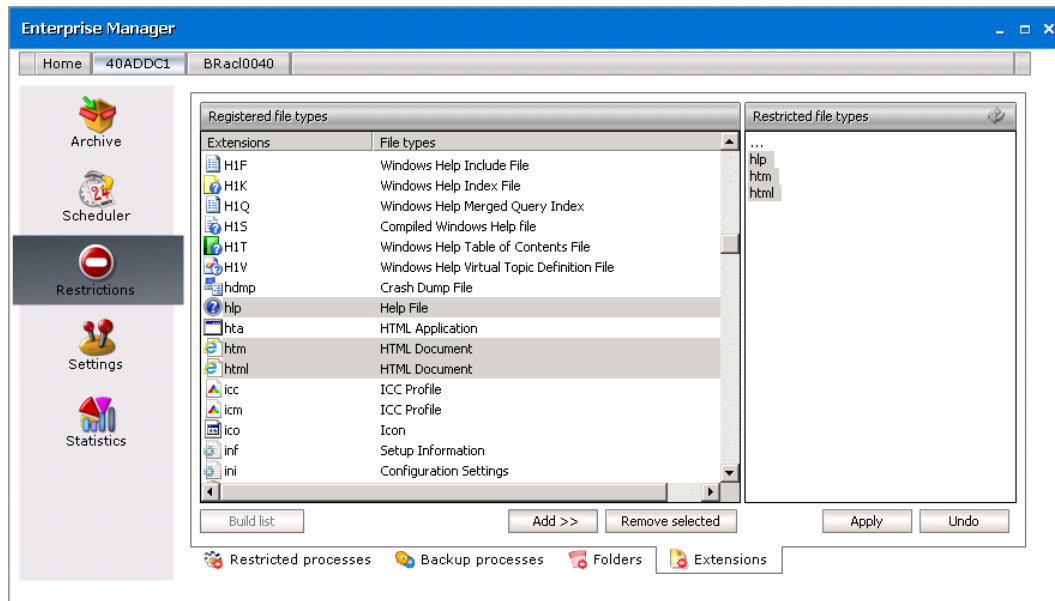 Enterprise Manager
Home 40ADDC1 BRacl0040
Archive
24
Scheduler
Restrictions
Settings
Statistics
Registered file types
Extensions File types
H1F Windows Help Include File
H1K Windows Help Index File
H1Q Windows Help Merged Query Index
H1S Compiled Windows Help file
H1T Windows Help Table of Contents File
H1V Windows Help Virtual Topic Definition File
hdmp Crash Dump File
hlp Help File
hta HTML Application
htm HTML Document
html HTML Document
icc ICC Profile
icm ICC Profile
ico Icon
inf Setup Information
ini Configuration Settings
Restricted file types
...
hlp
htm
html
Build list Add >> Remove selected Apply Undo
Restricted processes Backup processes Folders Extensions